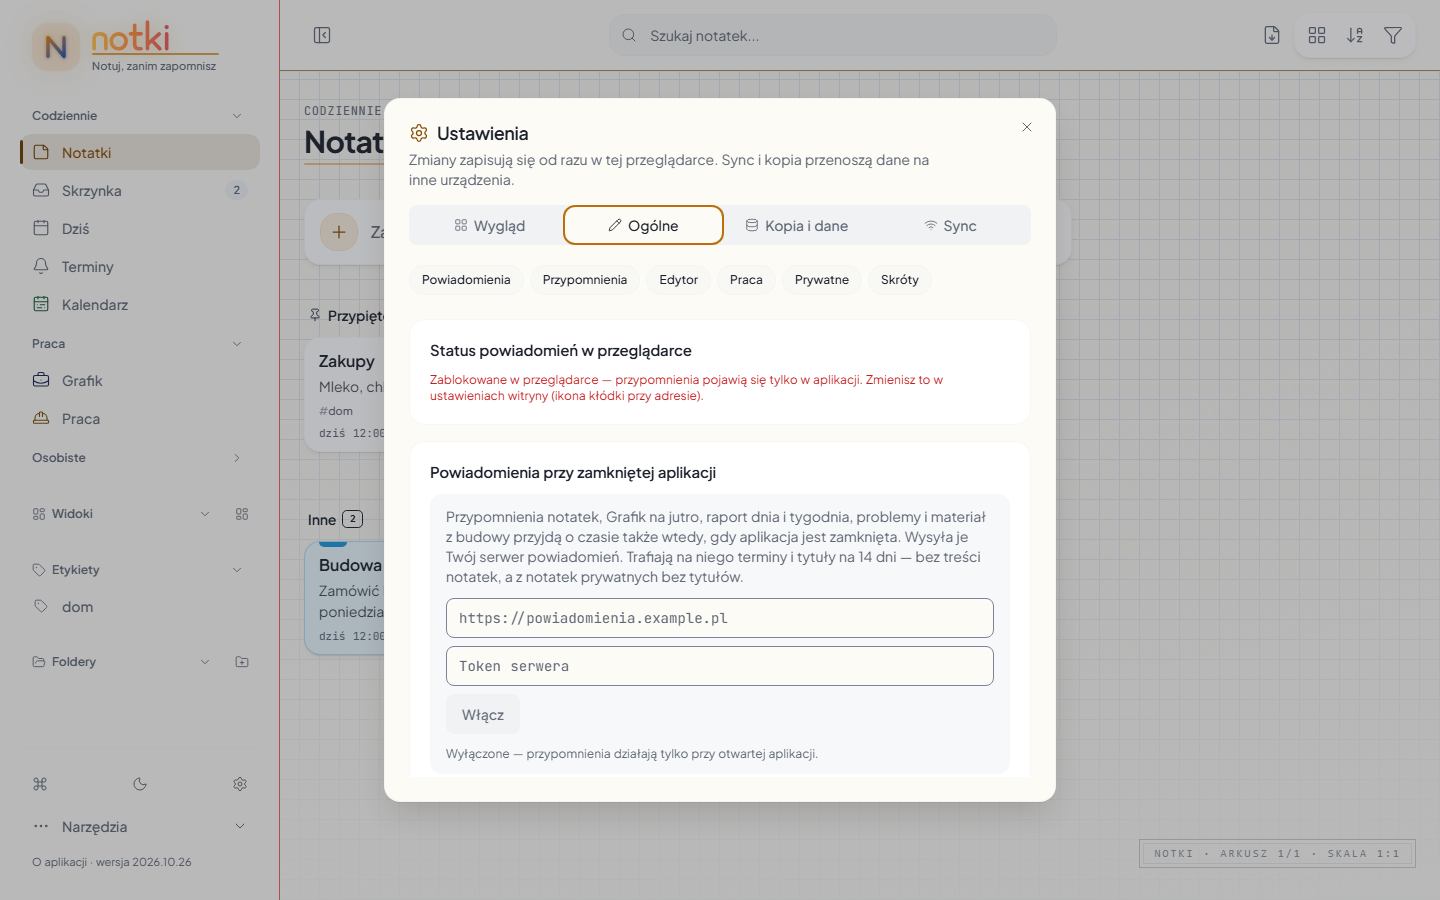 N notki
Notuj, zanim zapomnisz
Codziennie
Notatki
Skrzynka 2
Dziś
Terminy
Kalendarz
Praca
Grafik
Praca
Osobiste
Widoki
Etykiety
dom
Foldery
Narzędzia
O aplikacji · wersja 2026.10.26
Szukaj notatek...
CODZIENNIE
Notat
Za
Przypięt
Zakupy
Mleko, ch
#dom
dziś 12:00
Inne 2
Budowa
Zamówić
poniedzia
dziś 12:00
Ustawienia
Zmiany zapisują się od razu w tej przeglądarce. Sync i kopia przenoszą dane na
inne urządzenia.
Wygląd Ogólne Kopia i dane Sync
Powiadomienia Przypomnienia Edytor Praca Prywatne Skróty
Status powiadomień w przeglądarce
Zablokowane w przeglądarce — przypomnienia pojawią się tylko w aplikacji. Zmienisz to w
ustawieniach witryny (ikona kłódki przy adresie).
Powiadomienia przy zamkniętej aplikacji
Przypomnienia notatek, Grafik na jutro, raport dnia i tygodnia, problemy i materiał
z budowy przyjdą o czasie także wtedy, gdy aplikacja jest zamknięta. Wysyła je
Twój serwer powiadomień. Trafiają na niego terminy i tytuły na 14 dni — bez treści
notatek, a z notatek prywatnych bez tytułów.
https://powiadomienia.example.pl
Token serwera
Włącz
Wyłączone — przypomnienia działają tylko przy otwartej aplikacji.
NOTKI · ARKUSZ 1/1 · SKALA 1:1